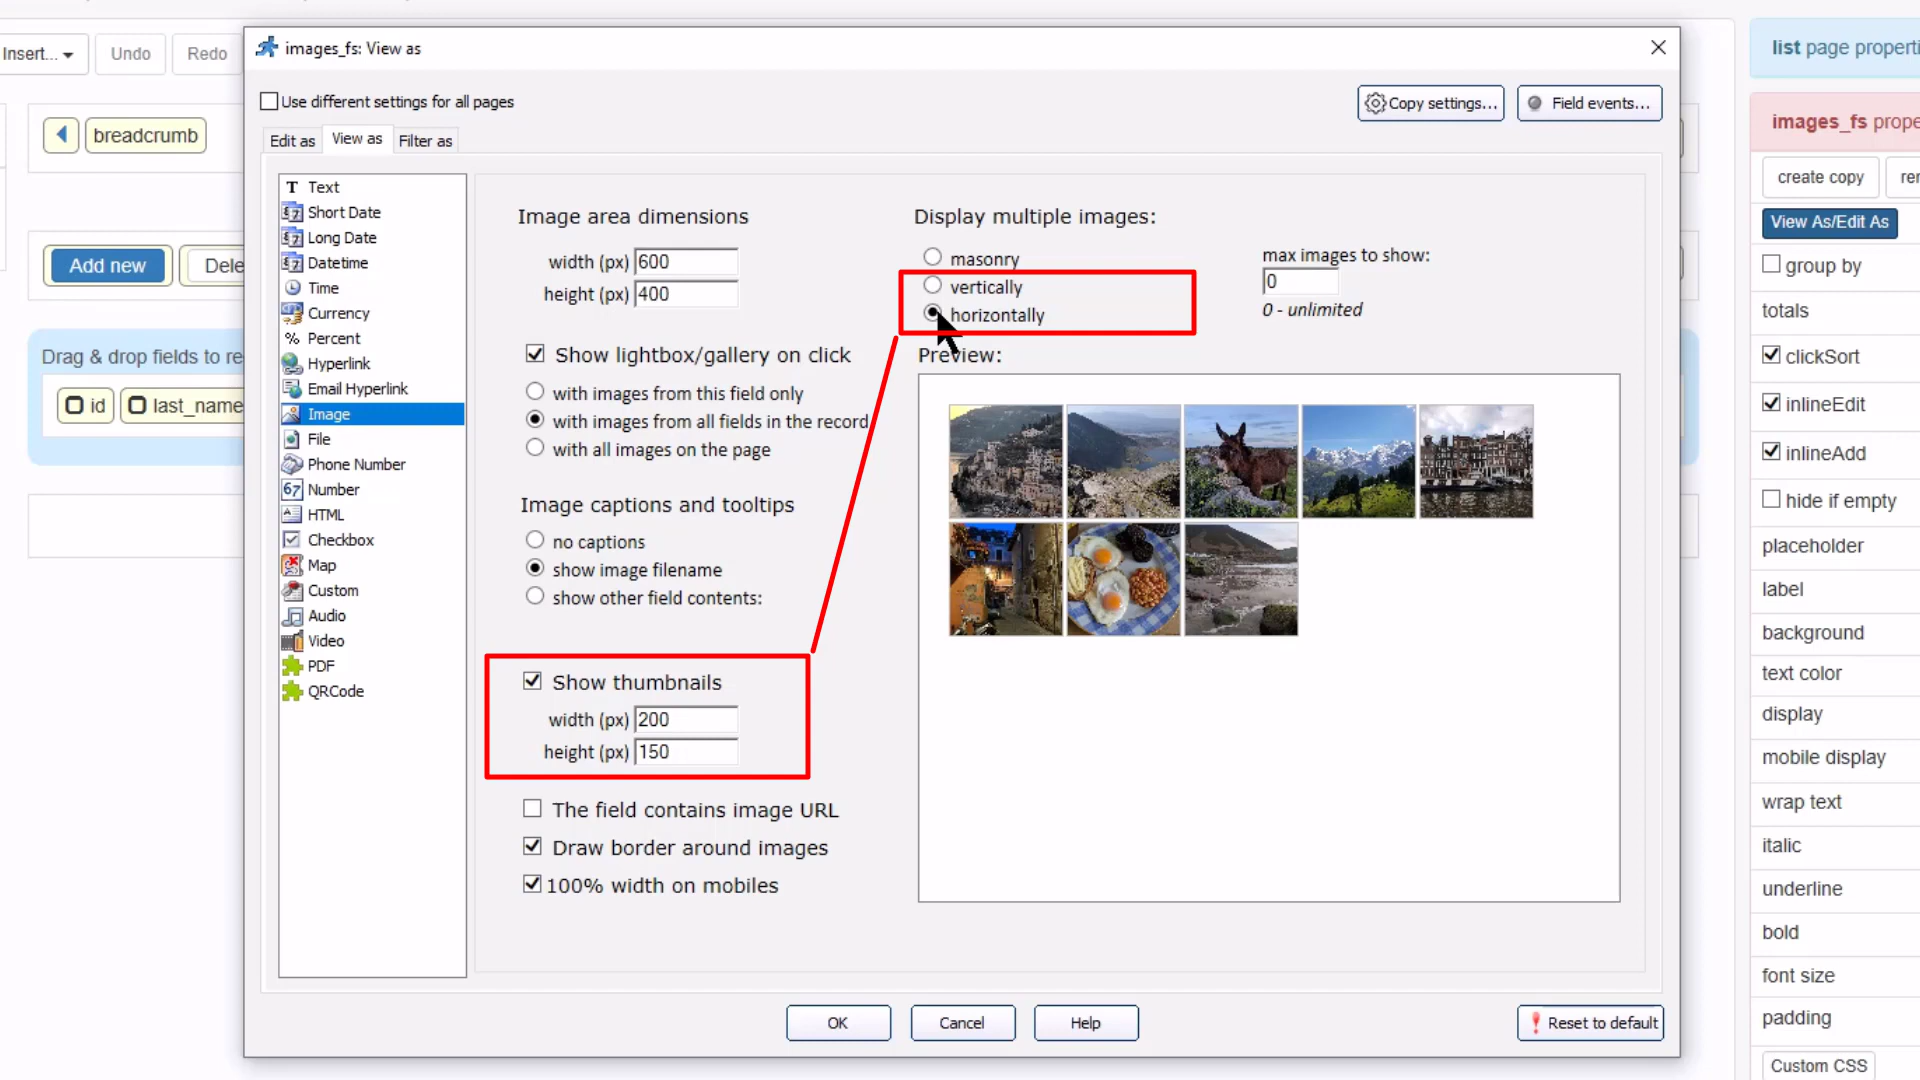 Insert...
Undo
Redo
breadcrumb
Add new
Dele
Drag & drop fields to re
id
last_name
images_fs: View as
Use different settings for all pages
Copy settings...
Field events...
Edit as
View as
Filter as
Text
Short Date
Long Date
Datetime
Time
Currency
% Percent
Hyperlink
Email Hyperlink
Image
File
Phone Number
Number
HTML
Checkbox
Map
Custom
Audio
Video
PDF
QRCode
Image area dimensions
width (px) 600
height (px) 400
Show lightbox/gallery on click
with images from this field only
with images from all fields in the record
with all images on the page
Image captions and tooltips
no captions
show image filename
show other field contents:
Show thumbnails
width (px) 200
height (px) 150
The field contains image URL
Draw border around images
100% width on mobiles
Display multiple images:
masonry
vertically
horizontally
max images to show:
0
0 - unlimited
Preview:
OK
Cancel
Help
Reset to default
list page properti
images_fs prope
create copy
rer
View As/Edit As
group by
totals
clickSort
inlineEdit
inlineAdd
hide if empty
placeholder
label
background
text color
display
mobile display
wrap text
italic
underline
bold
font size
padding
Custom CSS